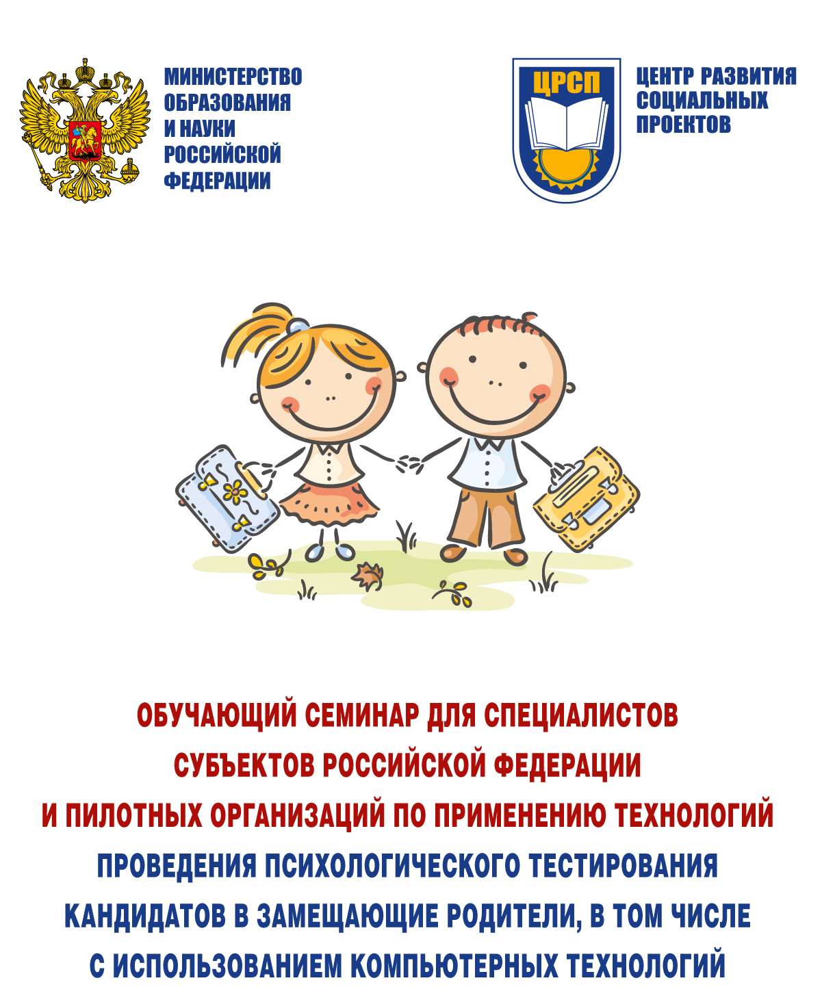 МИНИСТЕРСТВО
ОБРАЗОВАНИЯ
И НАУКИ
РОССИЙСКОЙ
ФЕДЕРАЦИИ
ЦРСП
ЦЕНТР РАЗВИТИЯ
СОЦИАЛЬНЫХ
ПРОЕКТОВ
ОБУЧАЮЩИЙ СЕМИНАР ДЛЯ СПЕЦИАЛИСТОВ
СУБЪЕКТОВ РОССИЙСКОЙ ФЕДЕРАЦИИ
И ПИЛОТНЫХ ОРГАНИЗАЦИЙ ПО ПРИМЕНЕНИЮ ТЕХНОЛОГИЙ
ПРОВЕДЕНИЯ ПСИХОЛОГИЧЕСКОГО ТЕСТИРОВАНИЯ
КАНДИДАТОВ В ЗАМЕЩАЮЩИЕ РОДИТЕЛИ, В ТОМ ЧИСЛЕ
С ИСПОЛЬЗОВАНИЕМ КОМПЬЮТЕРНЫХ ТЕХНОЛОГИЙ